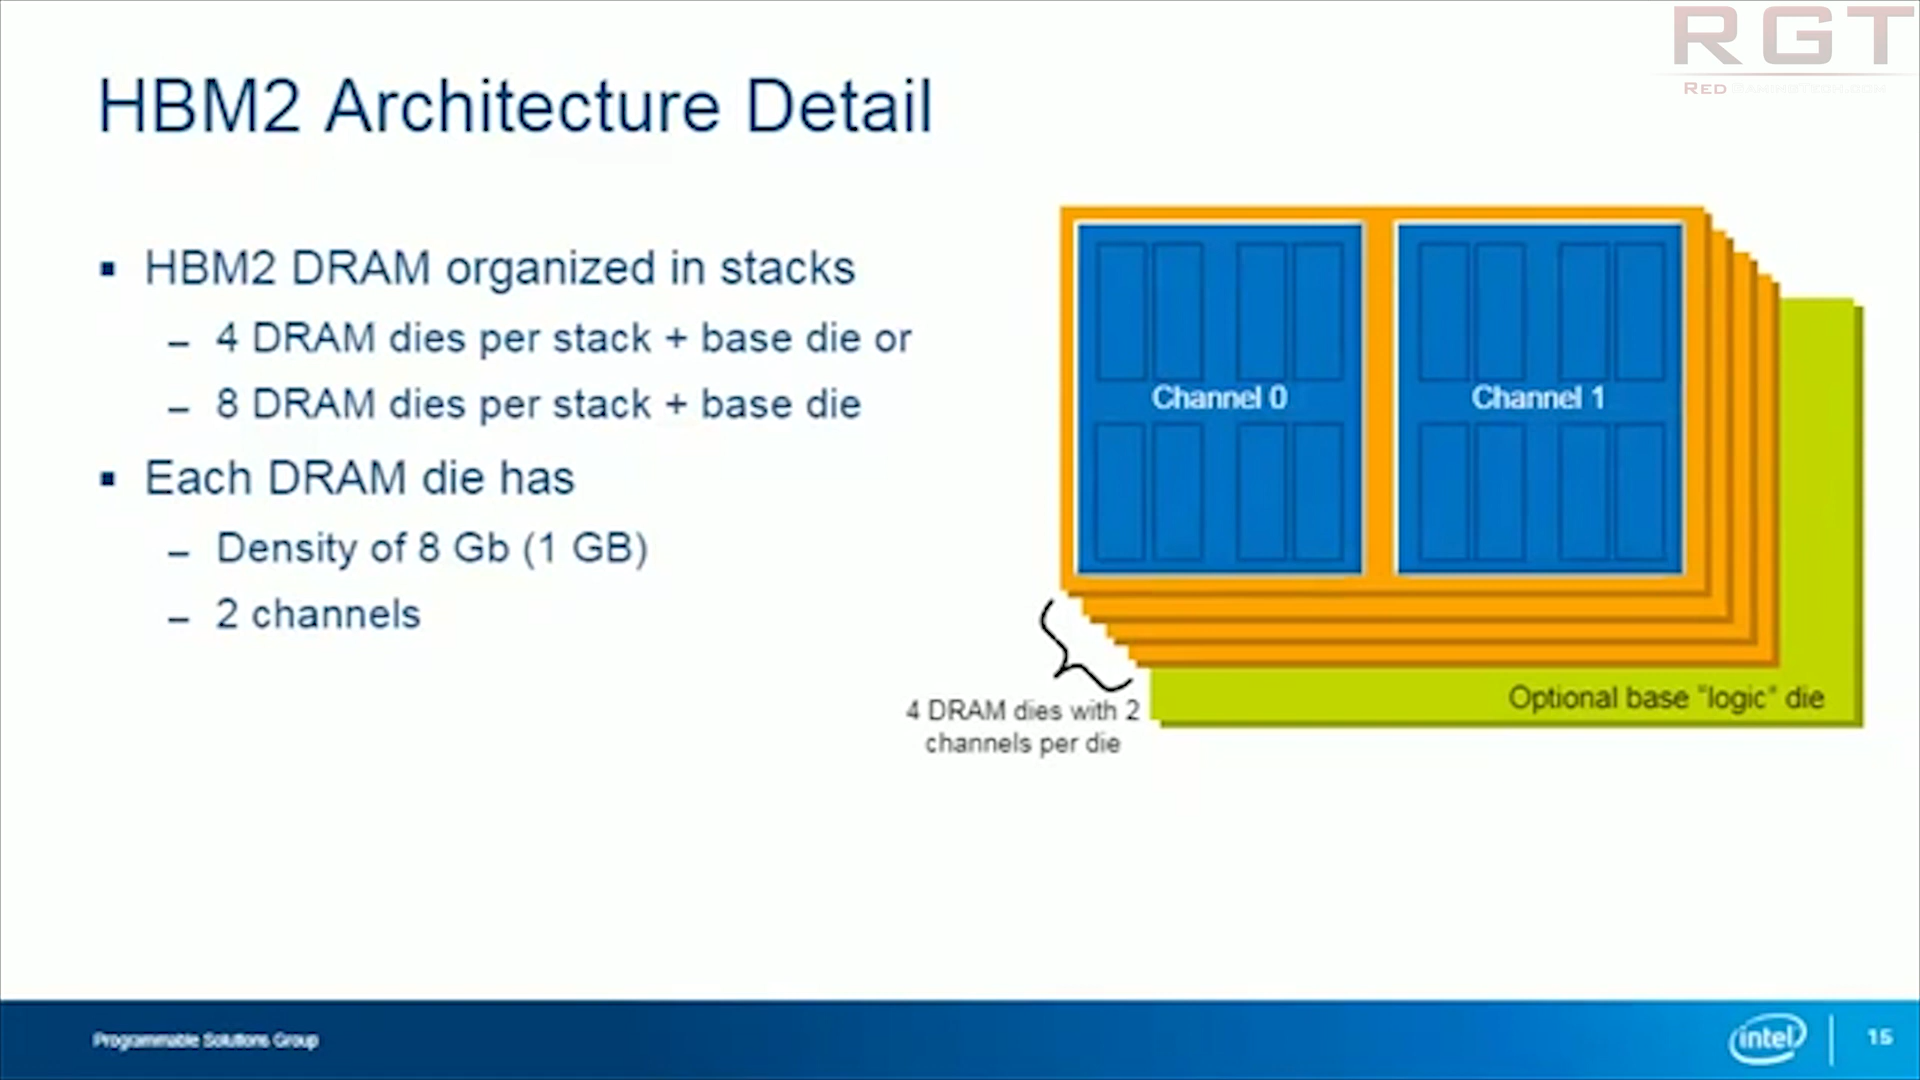 RGT
RED
HBM2 Architecture Detail
▪ HBM2 DRAM organized in stacks
– 4 DRAM dies per stack + base die or
– 8 DRAM dies per stack + base die
▪ Each DRAM die has
– Density of 8 Gb (1 GB)
– 2 channels
Channel 0
Channel 1
Optional base "logic" die
4 DRAM dies with 2
channels per die
Programmable Solutions Group
intel
15